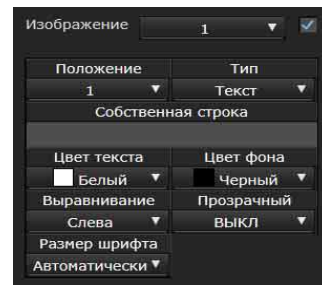 Изображение 1
Положение Тип
1 Текст
Собственная строка
Цвет текста Цвет фона
Белый Черный
Выравнивание Прозрачный
Слева ВЫКЛ
Размер шрифта
Автоматически